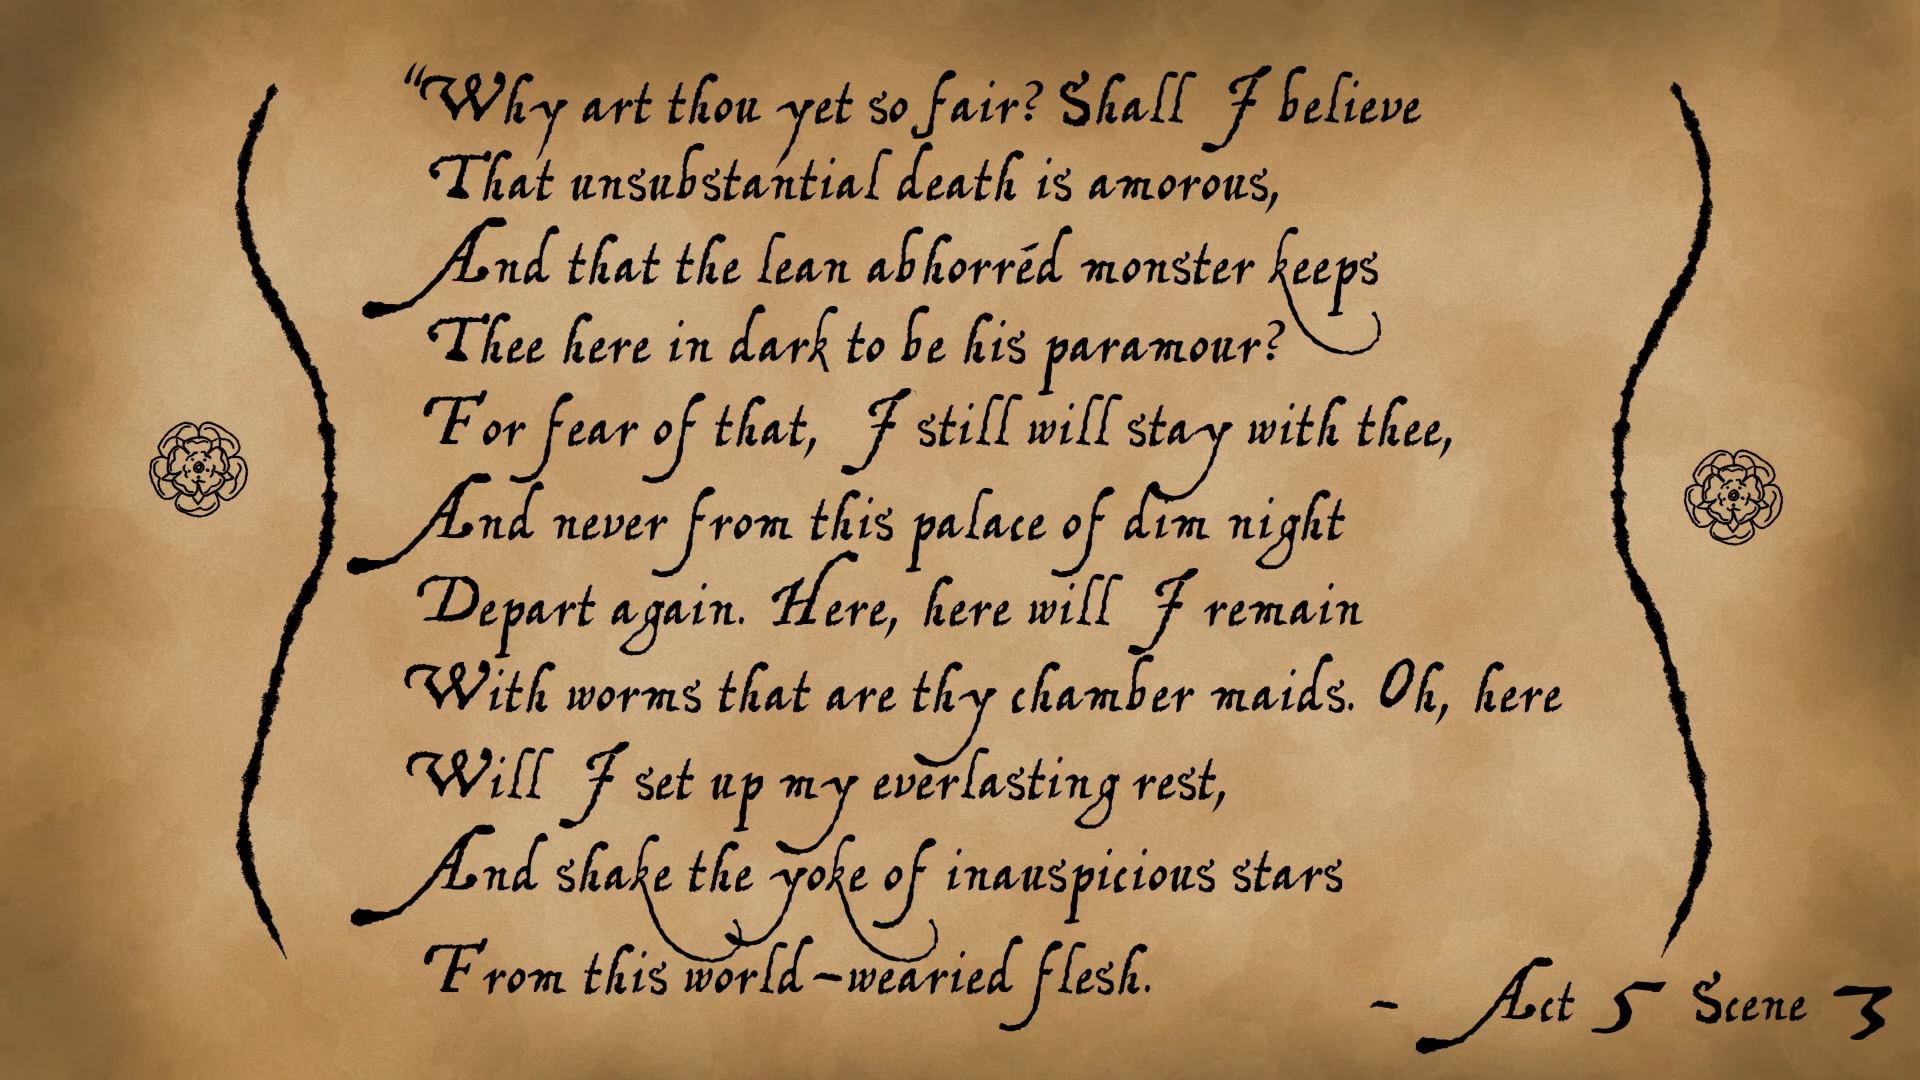 “Why art thou yet so fair? Shall I believe
That unsubstantial death is amorous,
And that the lean abhorréd monster keeps
Thee here in dark to be his paramour?
For fear of that, I still will stay with thee,
And never from this palace of dim night
Depart again. Here, here will I remain
With worms that are thy chamber maids. Oh, here
Will I set up my everlasting rest,
And shake the yoke of inauspicious stars
From this world-wearied flesh.
- Act 5 Scene 3